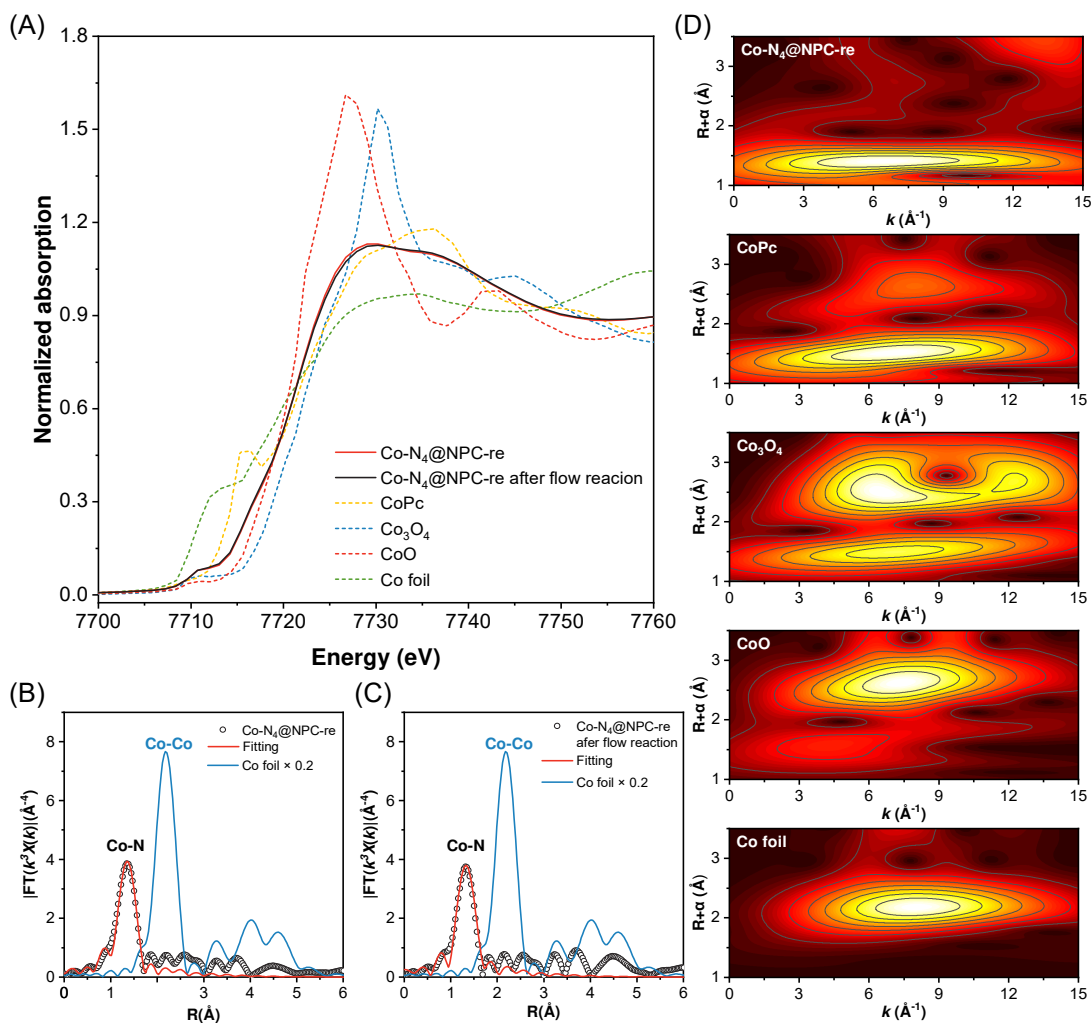 (A)
1.8
1.5
1.2
0.9
0.6
0.3
0.0
Normalized absorption
Co-N₄@NPC-re
Co-N₄@NPC-re after flow reacion
CoPc
Co₃O₄
CoO
Co foil
7700 7710 7720 7730 7740 7750 7760
Energy (eV)
(B)
8
6
4
2
0
|FT(k³X(k)|(Å⁻⁴)
Co-Co
Co-N
Co-N₄@NPC-re
Fitting
Co foil × 0.2
0 1 2 3 4 5 6
R(Å)
(C)
8
6
4
2
0
|FT(k³X(k)|(Å⁻⁴)
Co-Co
Co-N
Co-N₄@NPC-re
afer flow reaction
Fitting
Co foil × 0.2
0 1 2 3 4 5 6
R(Å)
(D)
Co-N₄@NPC-re
3
2
1
R+α (Å)
0 3 6 9 12 15
k (Å⁻¹)
CoPc
3
2
1
R+α (Å)
0 3 6 9 12 15
k (Å⁻¹)
Co₃O₄
3
2
1
R+α (Å)
0 3 6 9 12 15
k (Å⁻¹)
CoO
3
2
1
R+α (Å)
0 3 6 9 12 15
k (Å⁻¹)
Co foil
3
2
1
R+α (Å)
0 3 6 9 12 15
k (Å⁻¹)